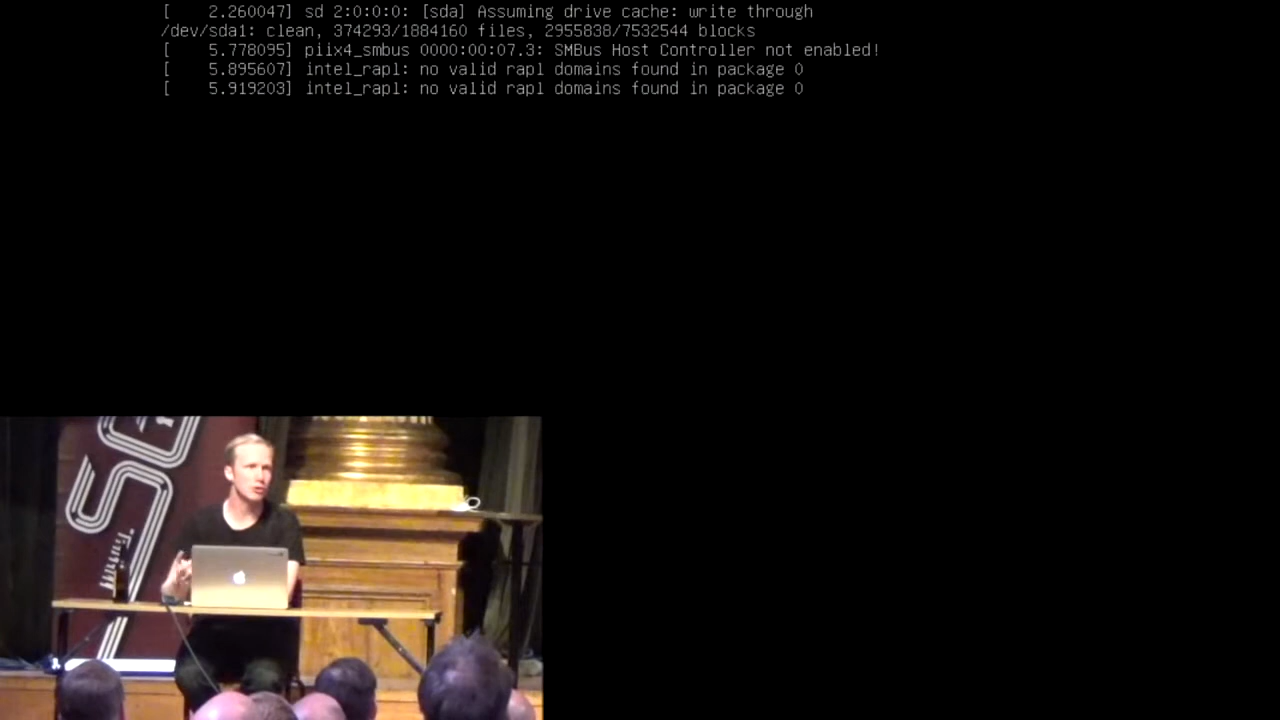 [    2.260047] sd 2:0:0:0: [sda] Assuming drive cache: write through
/dev/sda1: clean, 374293/1884160 files, 2955838/7532544 blocks
[    5.778095] piix4_smbus 0000:00:07.3: SMBus Host Controller not enabled!
[    5.895607] intel_rapl: no valid rapl domains found in package 0
[    5.919203] intel_rapl: no valid rapl domains found in package 0